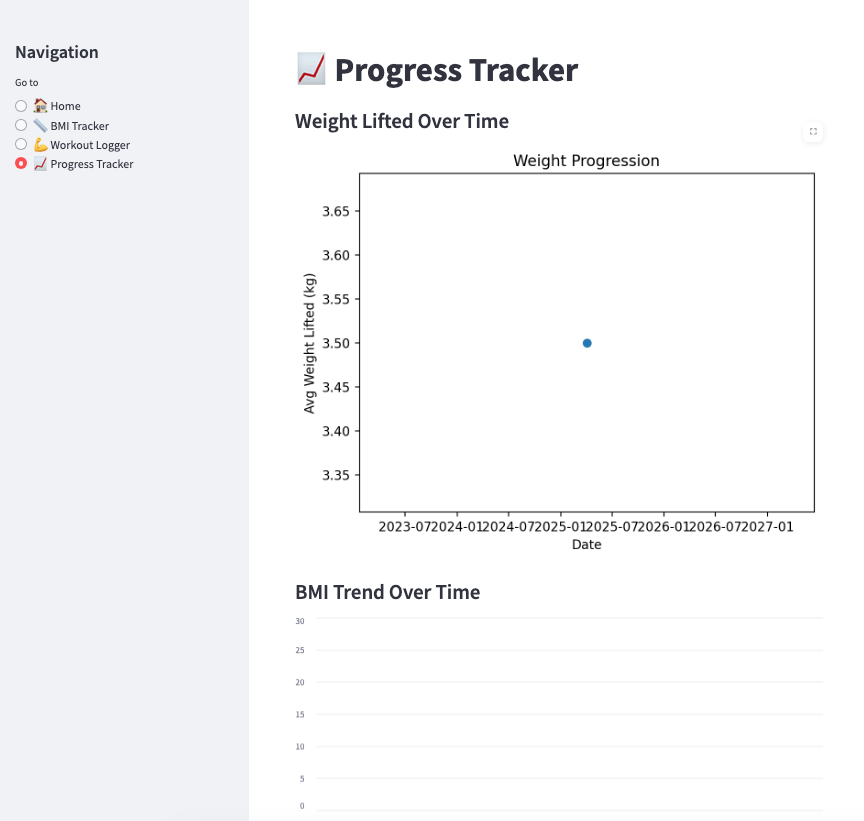 Navigation
Go to
Home
BMI Tracker
Workout Logger
Progress Tracker
Progress Tracker
Weight Lifted Over Time
Weight Progression
3.65
3.60
3.55
3.50
3.45
3.40
3.35
Avg Weight Lifted (kg)
2023-07 2024-01 2024-07 2025-01 2025-07 2026-01 2026-07 2027-01
Date
BMI Trend Over Time
30
25
20
15
10
5
0